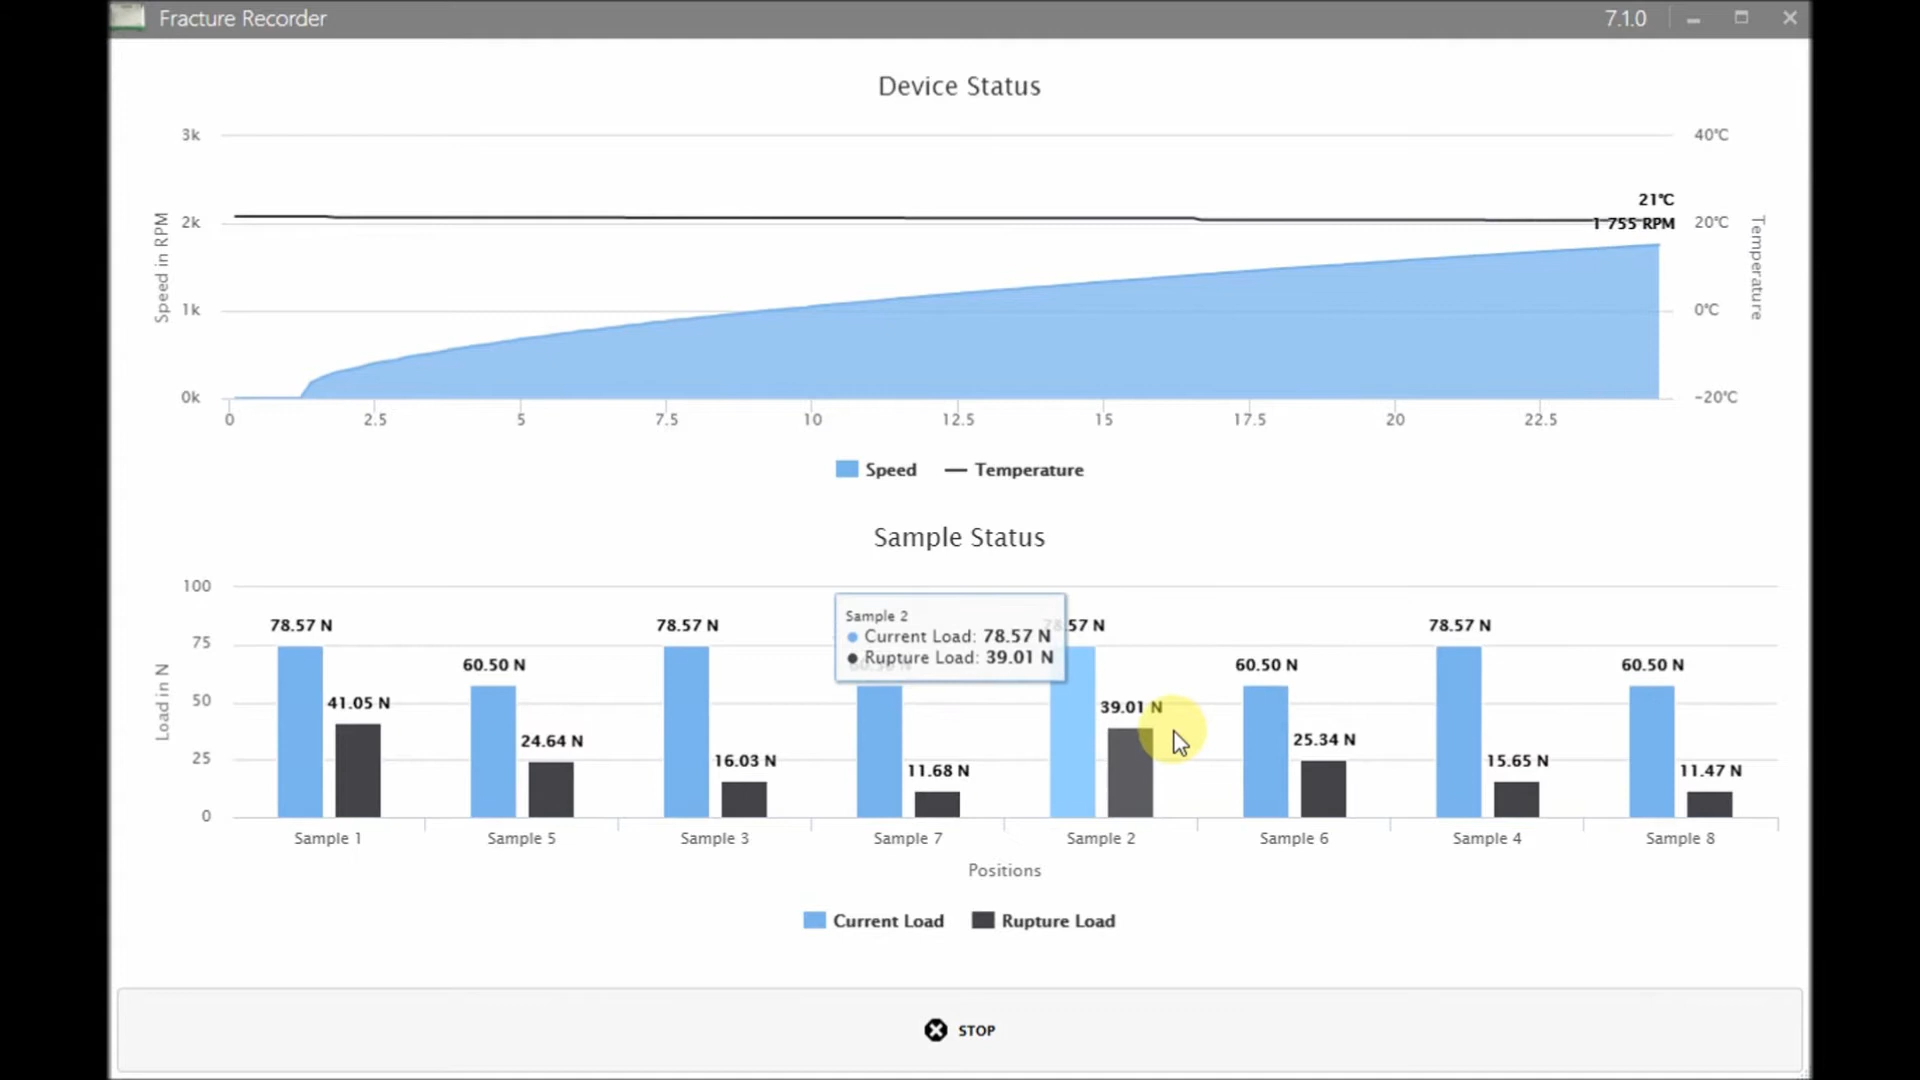 Fracture Recorder
7.1.0
Device Status
3k
40°C
21°C
2k
1 755 RPM
20°C
Speed in RPM
Temperature
1k
0°C
0k
-20°C
0 2.5 5 7.5 10 12.5 15 17.5 20 22.5
Speed Temperature
Sample Status
100
Sample 2
78.57 N 78.57 N .57 N 78.57 N
Current Load: 78.57 N
75
Rupture Load: 39.01 N
60.50 N 60.50 N 60.50 N
50
41.05 N 39.01 N
Load in N
24.64 N 25.34 N
25
16.03 N 11.68 N 15.65 N 11.47 N
0
Sample 1 Sample 5 Sample 3 Sample 7 Sample 2 Sample 6 Sample 4 Sample 8
Positions
Current Load Rupture Load
STOP